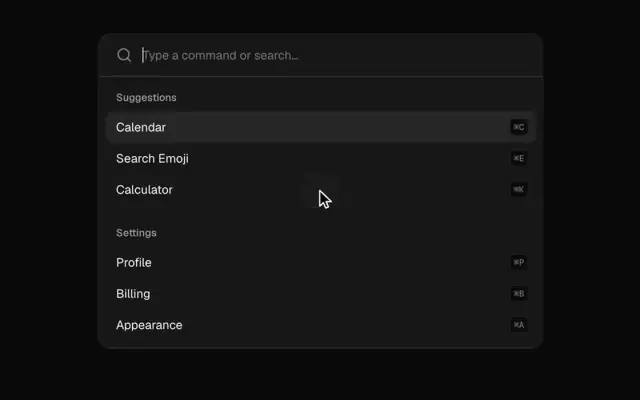 Type a command or search...
Suggestions
Calendar ⌘C
Search Emoji ⌘E
Calculator ⌘K
Settings
Profile ⌘P
Billing ⌘B
Appearance ⌘A